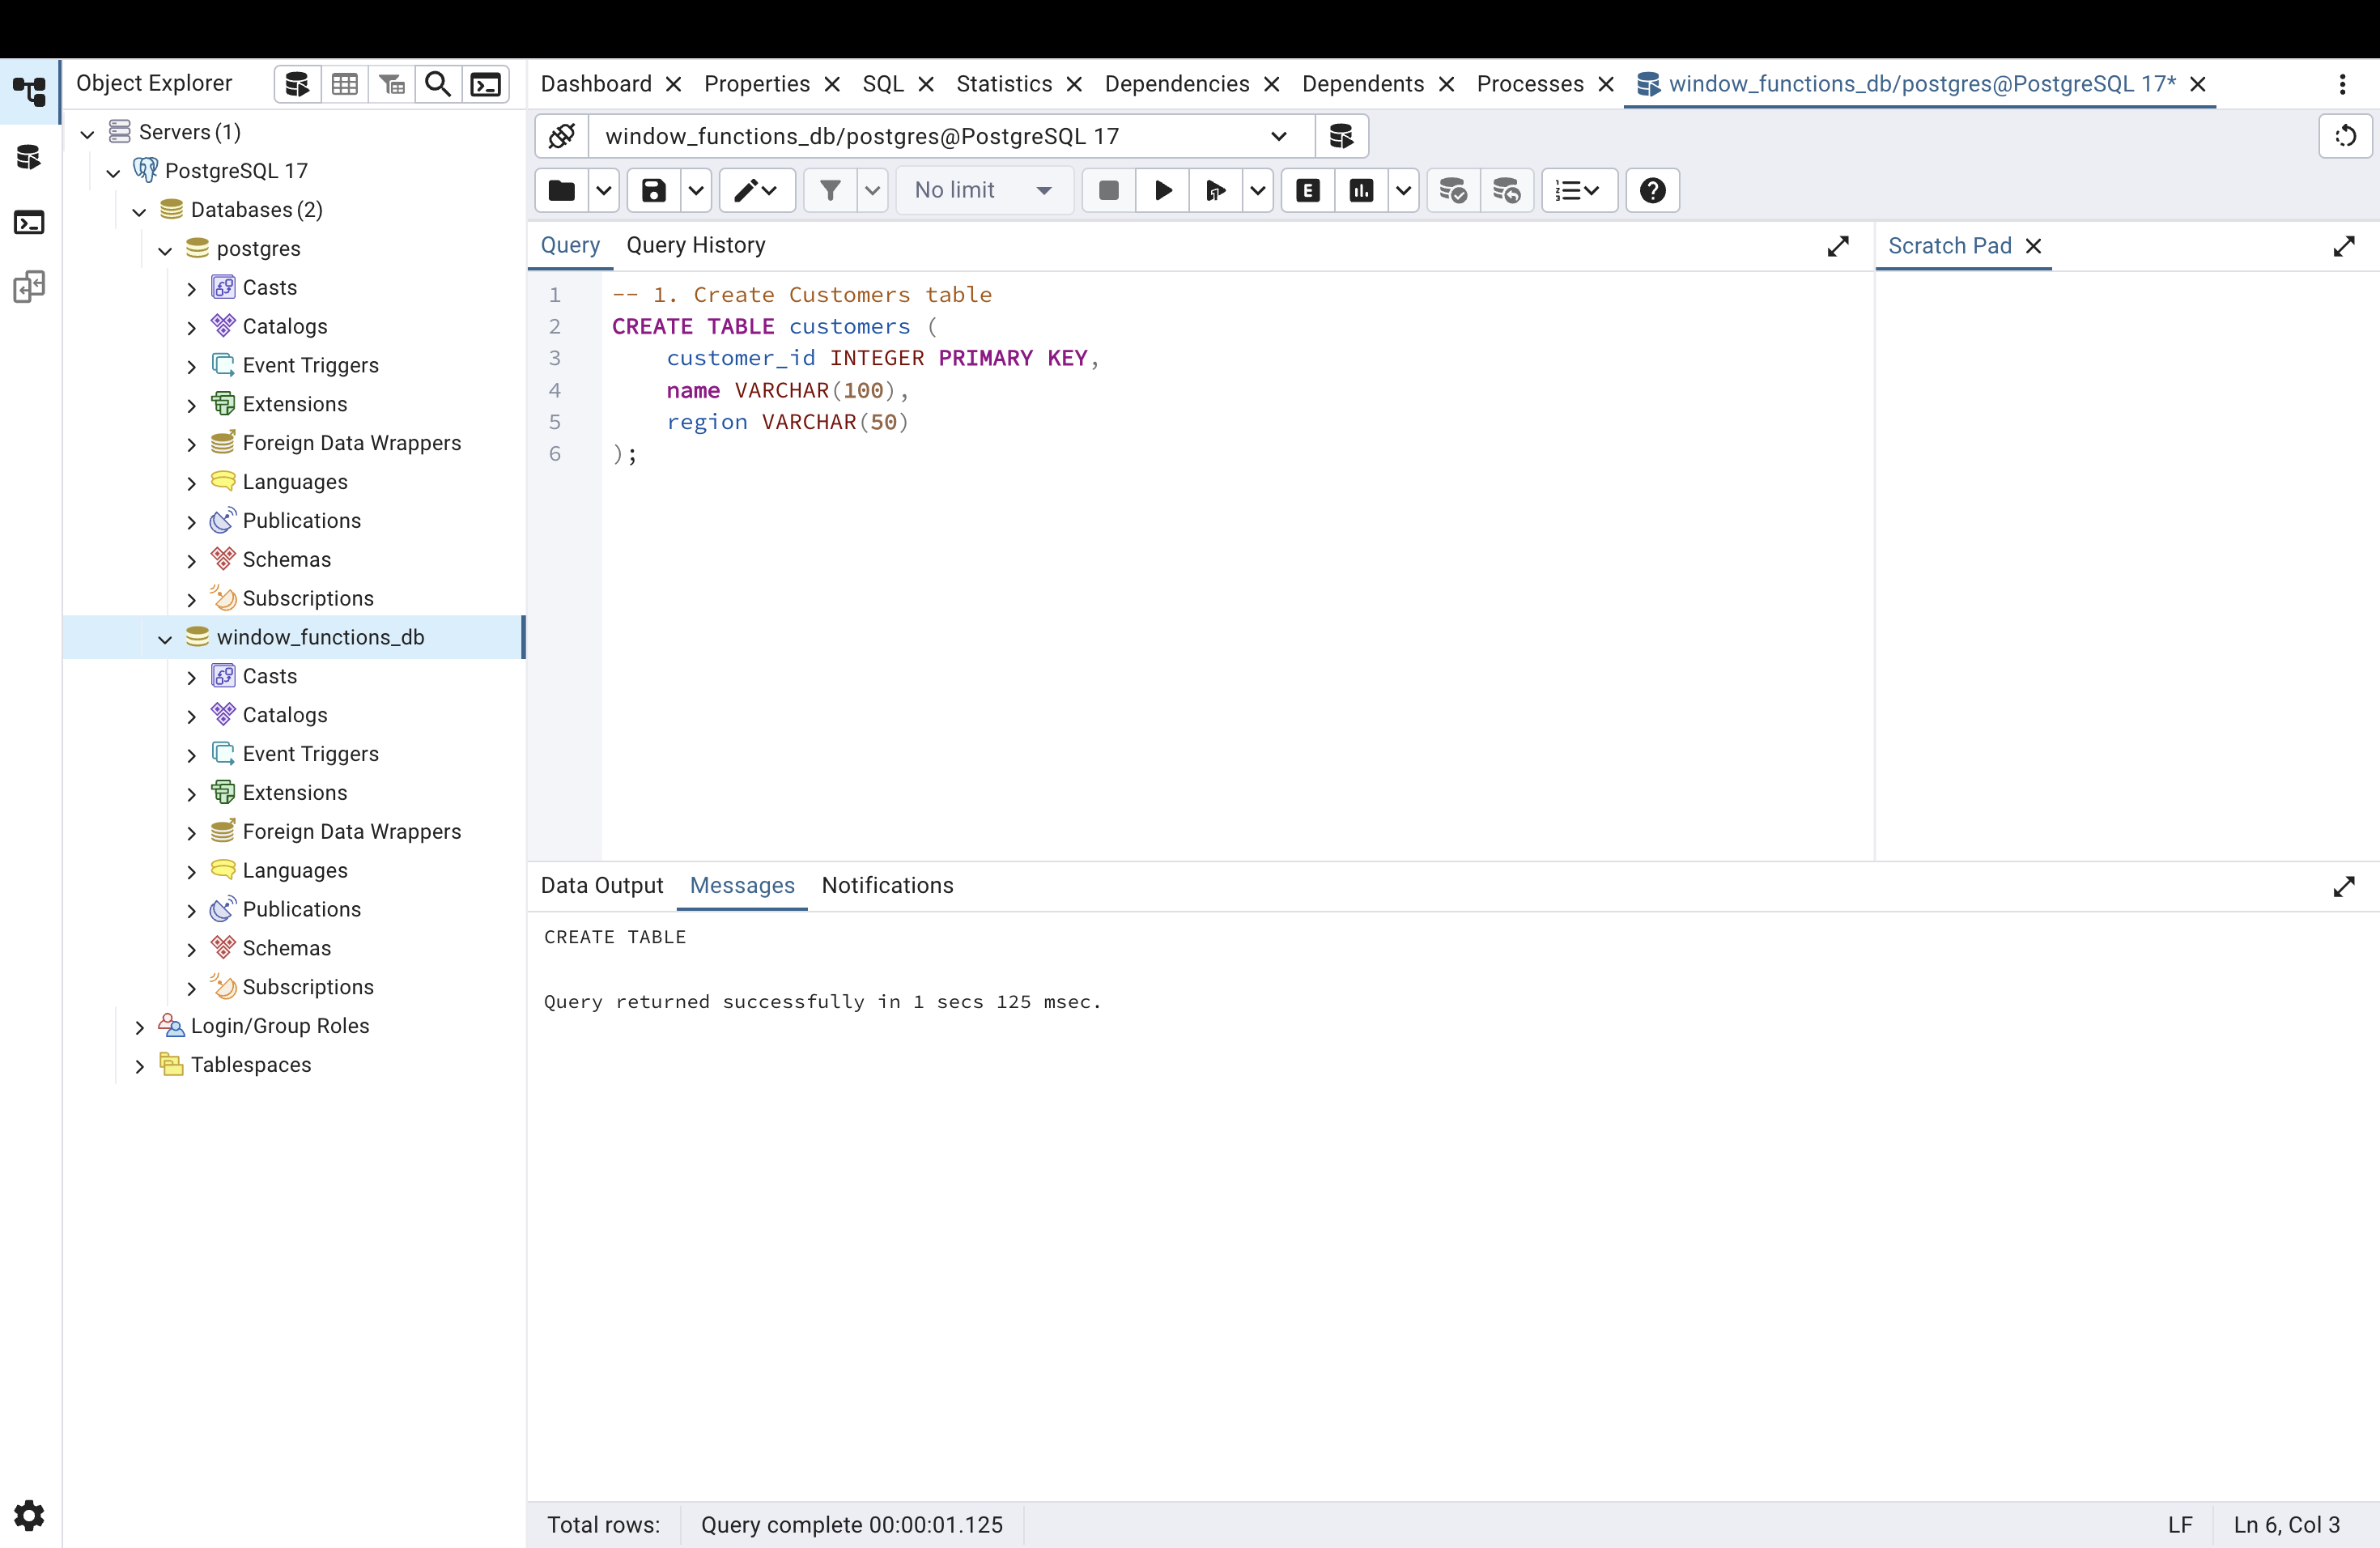 Object Explorer
Dashboard Properties SQL Statistics Dependencies Dependents Processes window_functions_db/postgres@PostgreSQL 17*
Servers (1)
PostgreSQL 17
Databases (2)
postgres
Casts
Catalogs
Event Triggers
Extensions
Foreign Data Wrappers
Languages
Publications
Schemas
Subscriptions
window_functions_db
Casts
Catalogs
Event Triggers
Extensions
Foreign Data Wrappers
Languages
Publications
Schemas
Subscriptions
Login/Group Roles
Tablespaces
window_functions_db/postgres@PostgreSQL 17
No limit
E
Query Query History
Scratch Pad
1 -- 1. Create Customers table
2 CREATE TABLE customers (
3 customer_id INTEGER PRIMARY KEY,
4 name VARCHAR(100),
5 region VARCHAR(50)
6 );
Data Output Messages Notifications
CREATE TABLE
Query returned successfully in 1 secs 125 msec.
Total rows: Query complete 00:00:01.125 LF Ln 6, Col 3